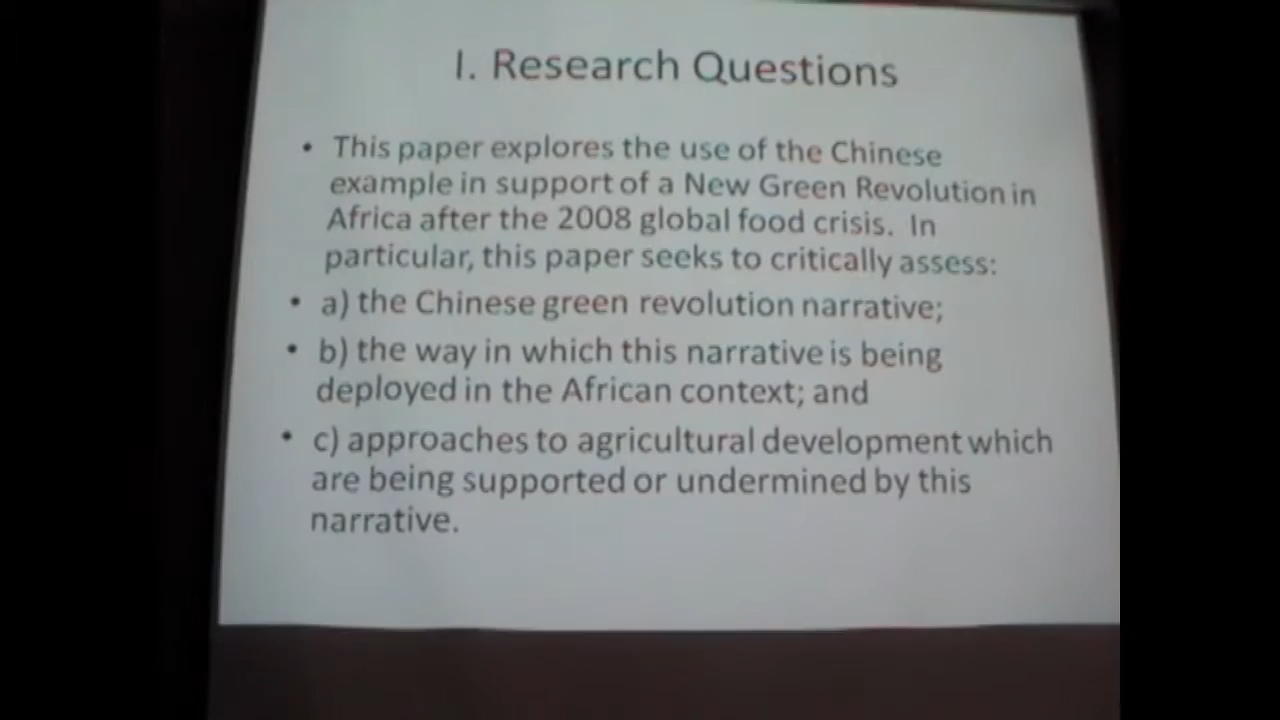 I. Research Questions
• This paper explores the use of the Chinese
example in support of a New Green Revolution in
Africa after the 2008 global food crisis. In
particular, this paper seeks to critically assess:
• a) the Chinese green revolution narrative;
• b) the way in which this narrative is being
deployed in the African context; and
• c) approaches to agricultural development which
are being supported or undermined by this
narrative.